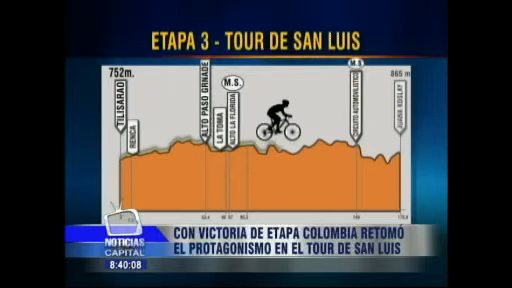 ETAPA 3 - TOUR DE SAN LUIS
752m.
M.S.
865 m
TILISARAO
RENCA
ALTO PASO GRNADE
LA TOMA
M.S.
ALTO LA FLORIDA
CIRCUITO AUTOMOVILISTICO
CON VICTORIA DE ETAPA COLOMBIA RETOMÓ
EL PROTAGONISMO EN EL TOUR DE SAN LUIS
NOTICIAS
CAPITAL
8:40:08